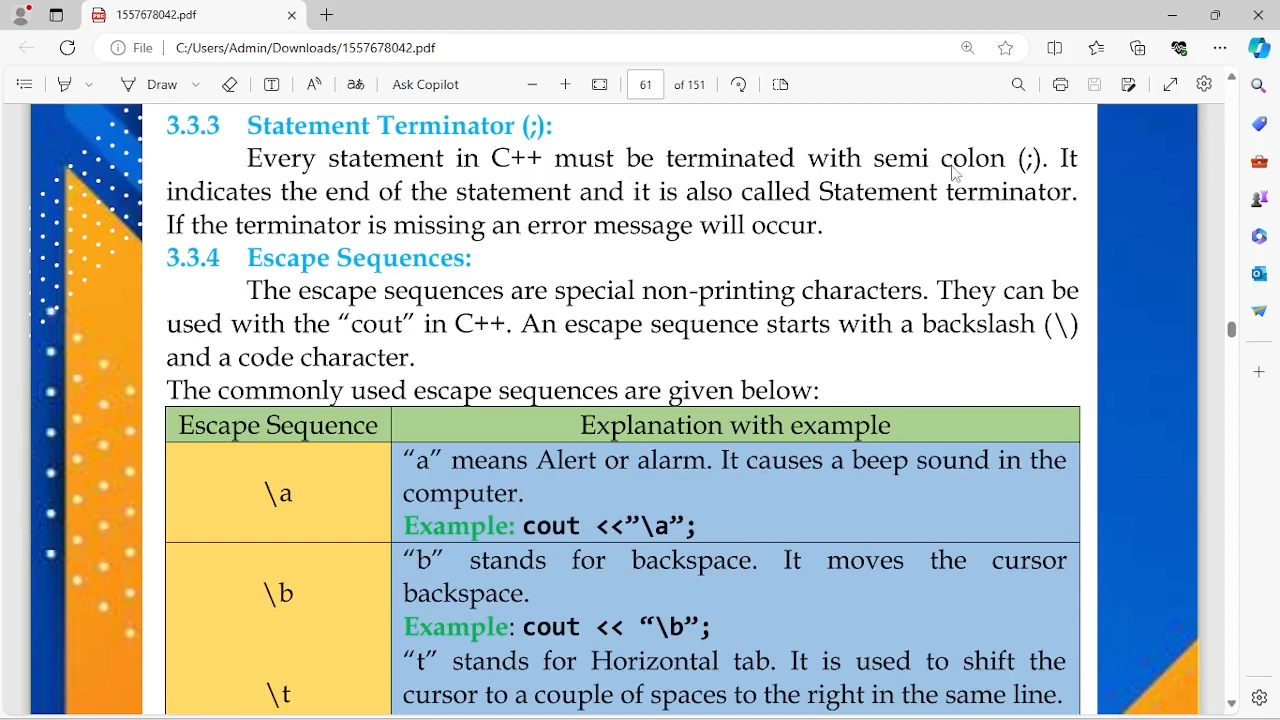 1557678042.pdf
File C:/Users/Admin/Downloads/1557678042.pdf
Draw aあ Ask Copilot 61 of 151
3.3.3 Statement Terminator (;):
Every statement in C++ must be terminated with semi colon (;). It
indicates the end of the statement and it is also called Statement terminator.
If the terminator is missing an error message will occur.
3.3.4 Escape Sequences:
The escape sequences are special non-printing characters. They can be
used with the “cout” in C++. An escape sequence starts with a backslash (\)
and a code character.
The commonly used escape sequences are given below:
Escape Sequence Explanation with example
“a” means Alert or alarm. It causes a beep sound in the
\a
computer.
Example: cout <<”\a”;
“b” stands for backspace. It moves the cursor
\b
backspace.
Example: cout << “\b”;
“t” stands for Horizontal tab. It is used to shift the
\t cursor to a couple of spaces to the right in the same line.